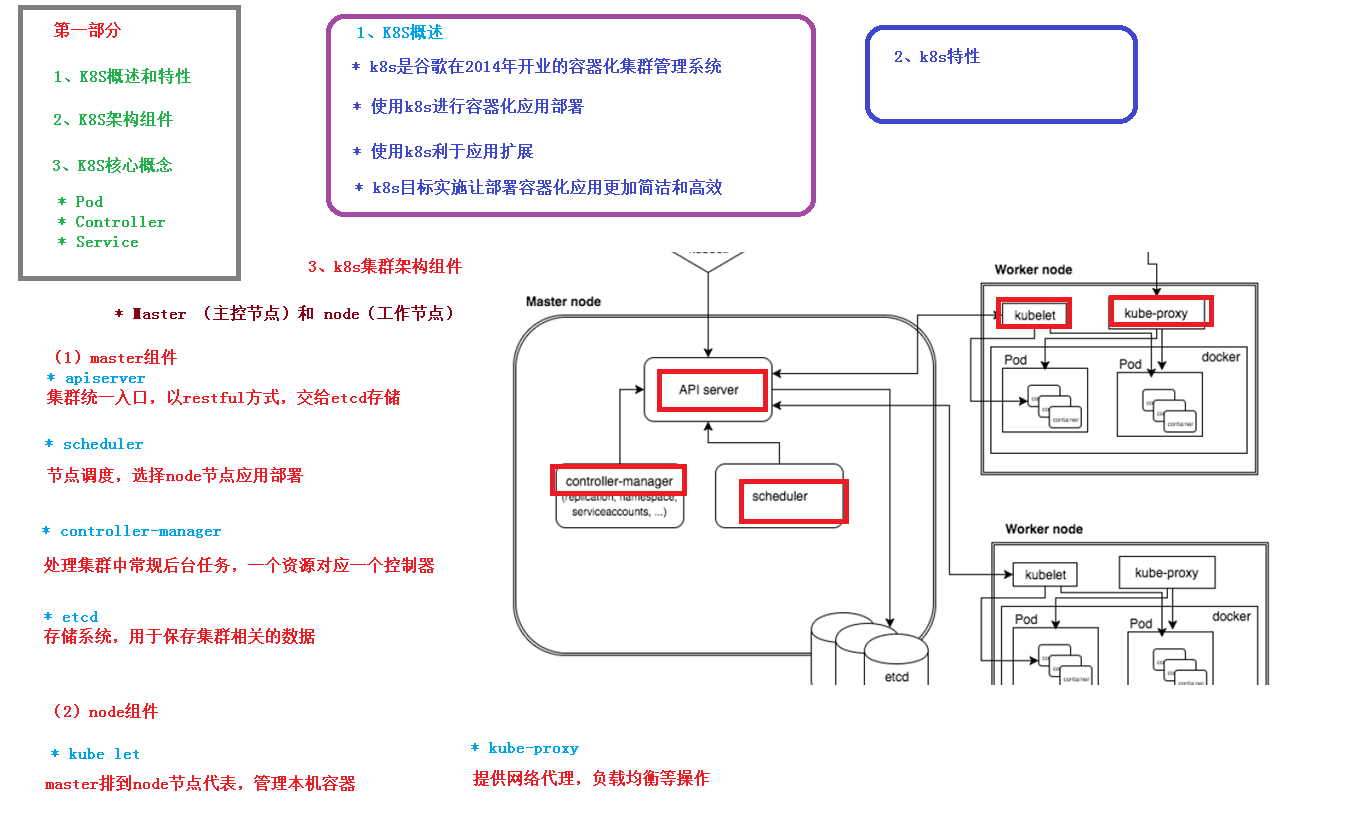 第一部分
1、K8S概述和特性
2、K8S架构组件
3、K8S核心概念
* Pod
* Controller
* Service
1、K8S概述
* k8s是谷歌在2014年开业的容器化集群管理系统
* 使用k8s进行容器化应用部署
* 使用k8s利于应用扩展
* k8s目标实施让部署容器化应用更加简洁和高效
2、k8s特性
3、k8s集群架构组件
* Master （主控节点）和 node（工作节点）
（1）master组件
* apiserver
集群统一入口，以restful方式，交给etcd存储
* scheduler
节点调度，选择node节点应用部署
* controller-manager
处理集群中常规后台任务，一个资源对应一个控制器
* etcd
存储系统，用于保存集群相关的数据
（2）node组件
* kube let
master排到node节点代表，管理本机容器
* kube-proxy
提供网络代理，负载均衡等操作
Master node
API server
controller-manager
(replication, namespace,
serviceaccounts, ...)
scheduler
etcd
Worker node
kubelet
kube-proxy
docker
Pod
Pod
container
container
Worker node
kubelet
kube-proxy
docker
Pod
Pod
container
container